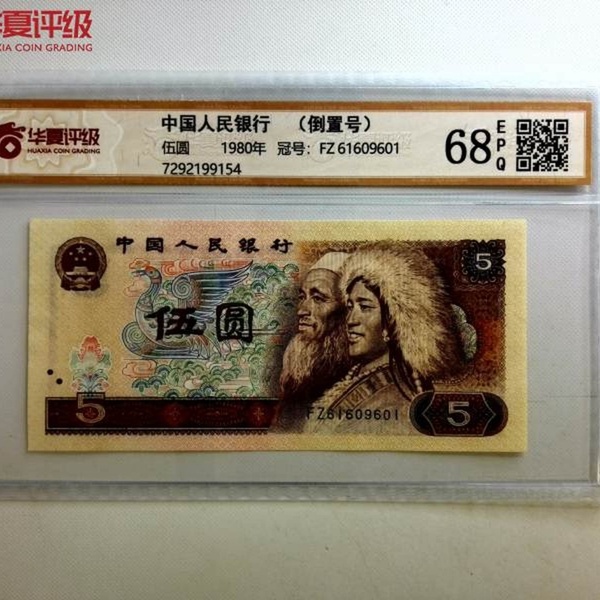 华夏评级
HUAXIA COIN GRADING
华夏评级
HUAXIA COIN GRADING
中国人民银行 （倒置号）
伍圆 1980年 冠号: FZ 61609601
7292199154
68
EPQ
中国人民银行
5
伍圆
5
FZ61609601
5